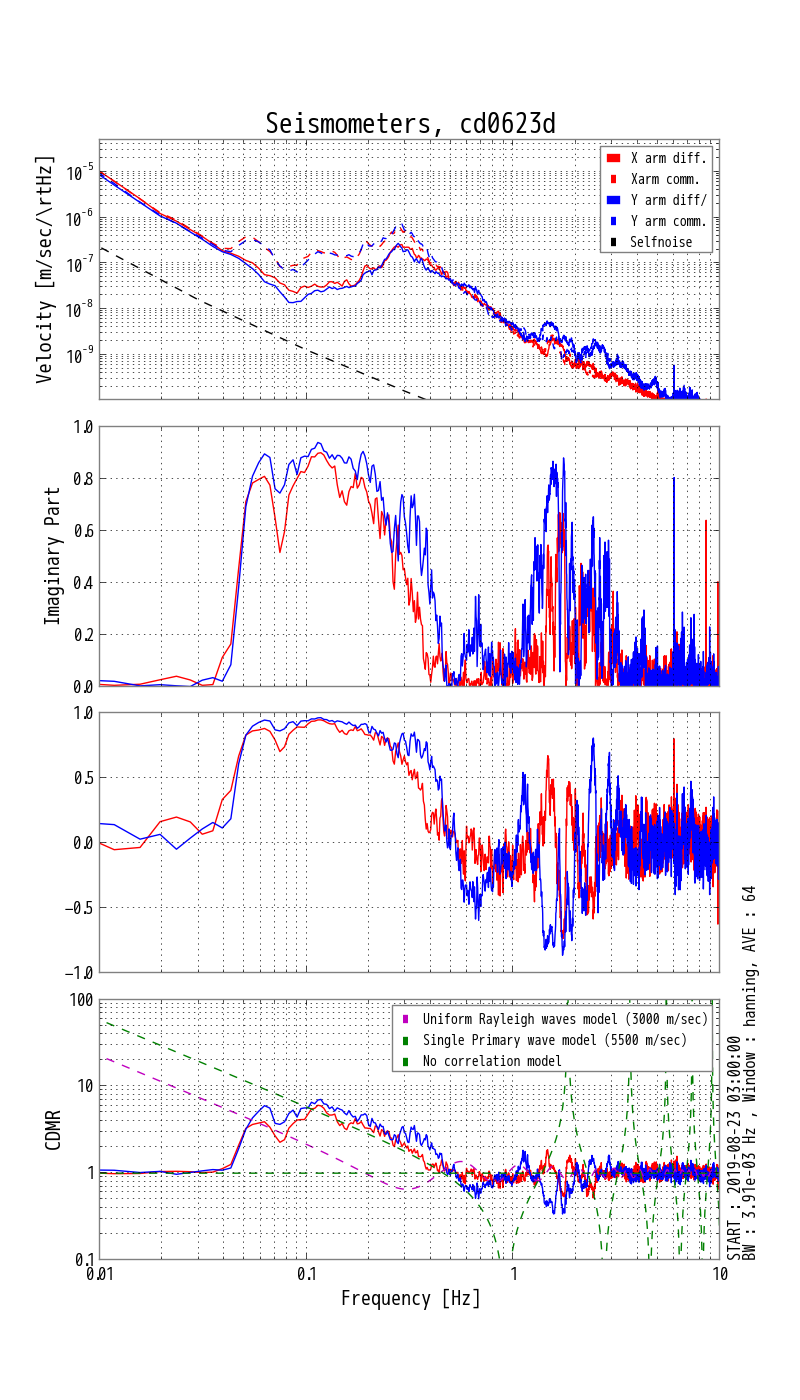 Seismometers, cd0623d
Velocity [m/sec/\rtHz]
10^-5
10^-6
10^-7
10^-8
10^-9
X arm diff.
Xarm comm.
Y arm diff/
Y arm comm.
Selfnoise
Imaginary Part
1.0
0.8
0.6
0.4
0.2
0.0
1.0
0.5
0.0
−0.5
−1.0
CDMR
100
10
1
0.1
Uniform Rayleigh waves model (3000 m/sec)
Single Primary wave model (5500 m/sec)
No correlation model
0.01
0.1
1
10
Frequency [Hz]
START : 2019-08-23 03:00:00
BW : 3.91e-03 Hz , Window : hanning, AVE : 64